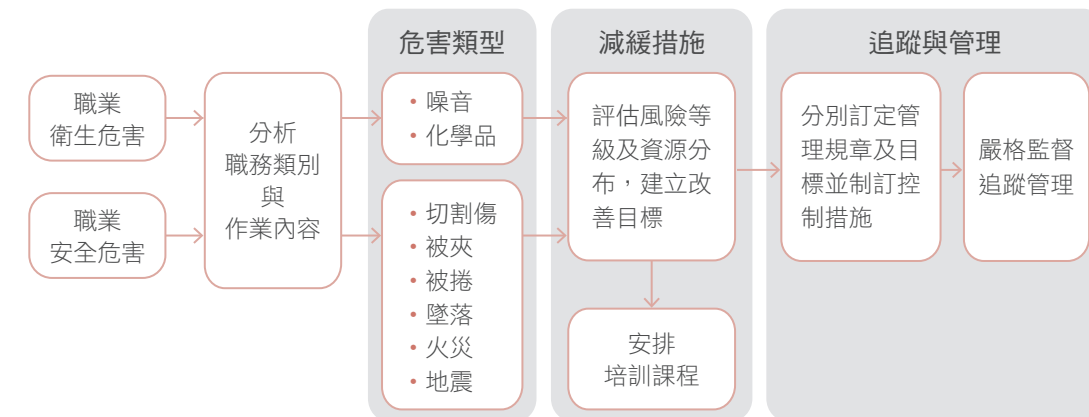 危害類型
減緩措施
追蹤與管理
職業
衛生危害
職業
安全危害
分析
職務類別
與
作業內容
• 噪音
• 化學品
• 切割傷
• 被夾
• 被捲
• 墜落
• 火災
• 地震
評估風險等
級及資源分
布，建立改
善目標
安排
培訓課程
分別訂定管
理規章及目
標並制訂控
制措施
嚴格監督
追蹤管理